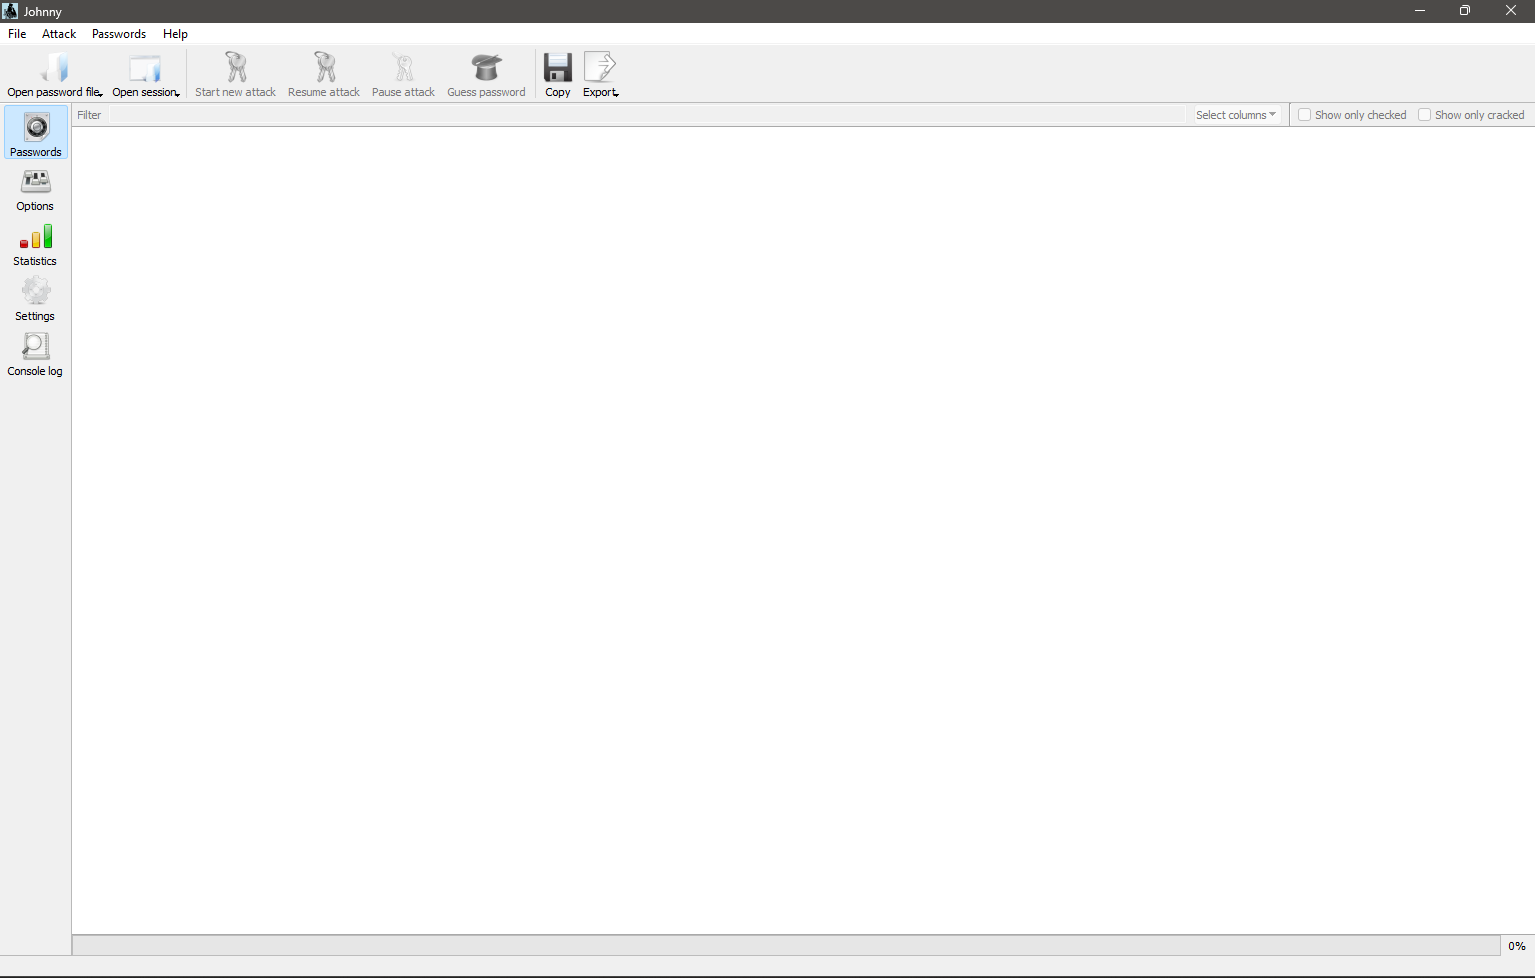 Johnny
File Attack Passwords Help
Open password file Open session Start new attack Resume attack Pause attack Guess password Copy Export
Filter Select columns Show only checked Show only cracked
Passwords
Options
Statistics
Settings
Console log
0%